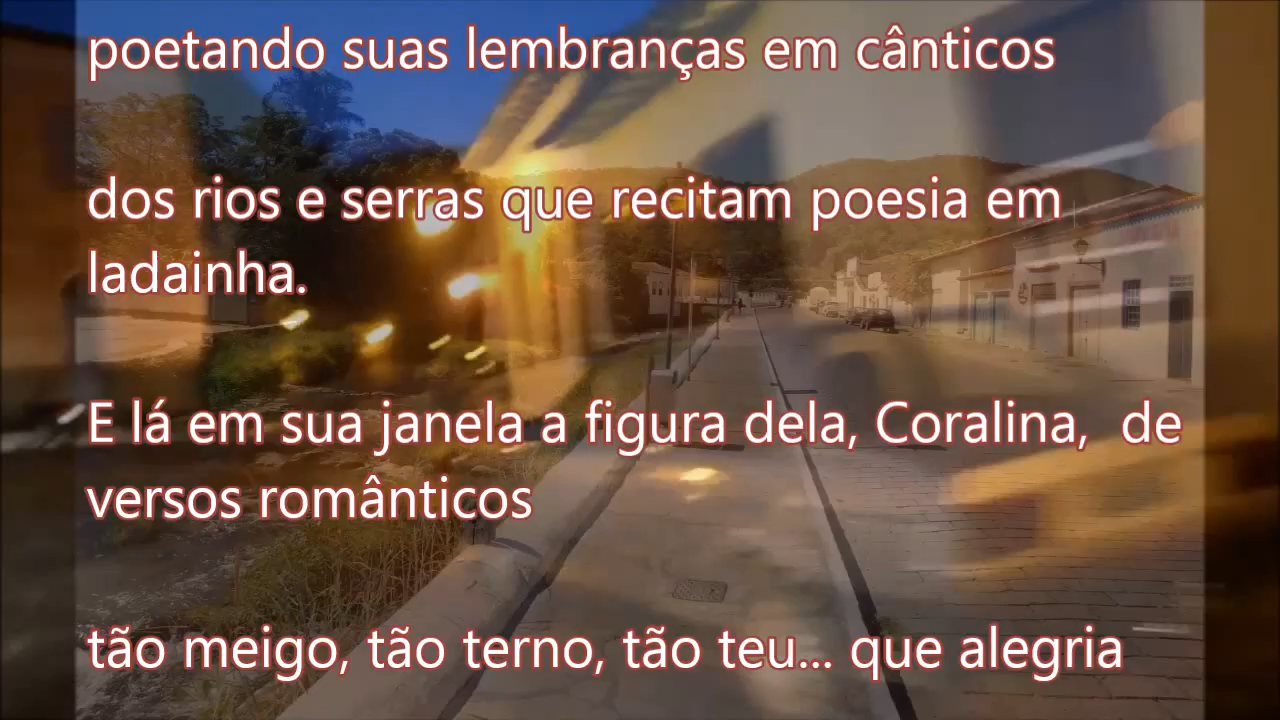 poetando suas lembranças em cânticos
dos rios e serras que recitam poesia em
ladainha.
E lá em sua janela a figura dela, Coralina,  de
versos românticos
tão meigo, tão terno, tão teu... que alegria